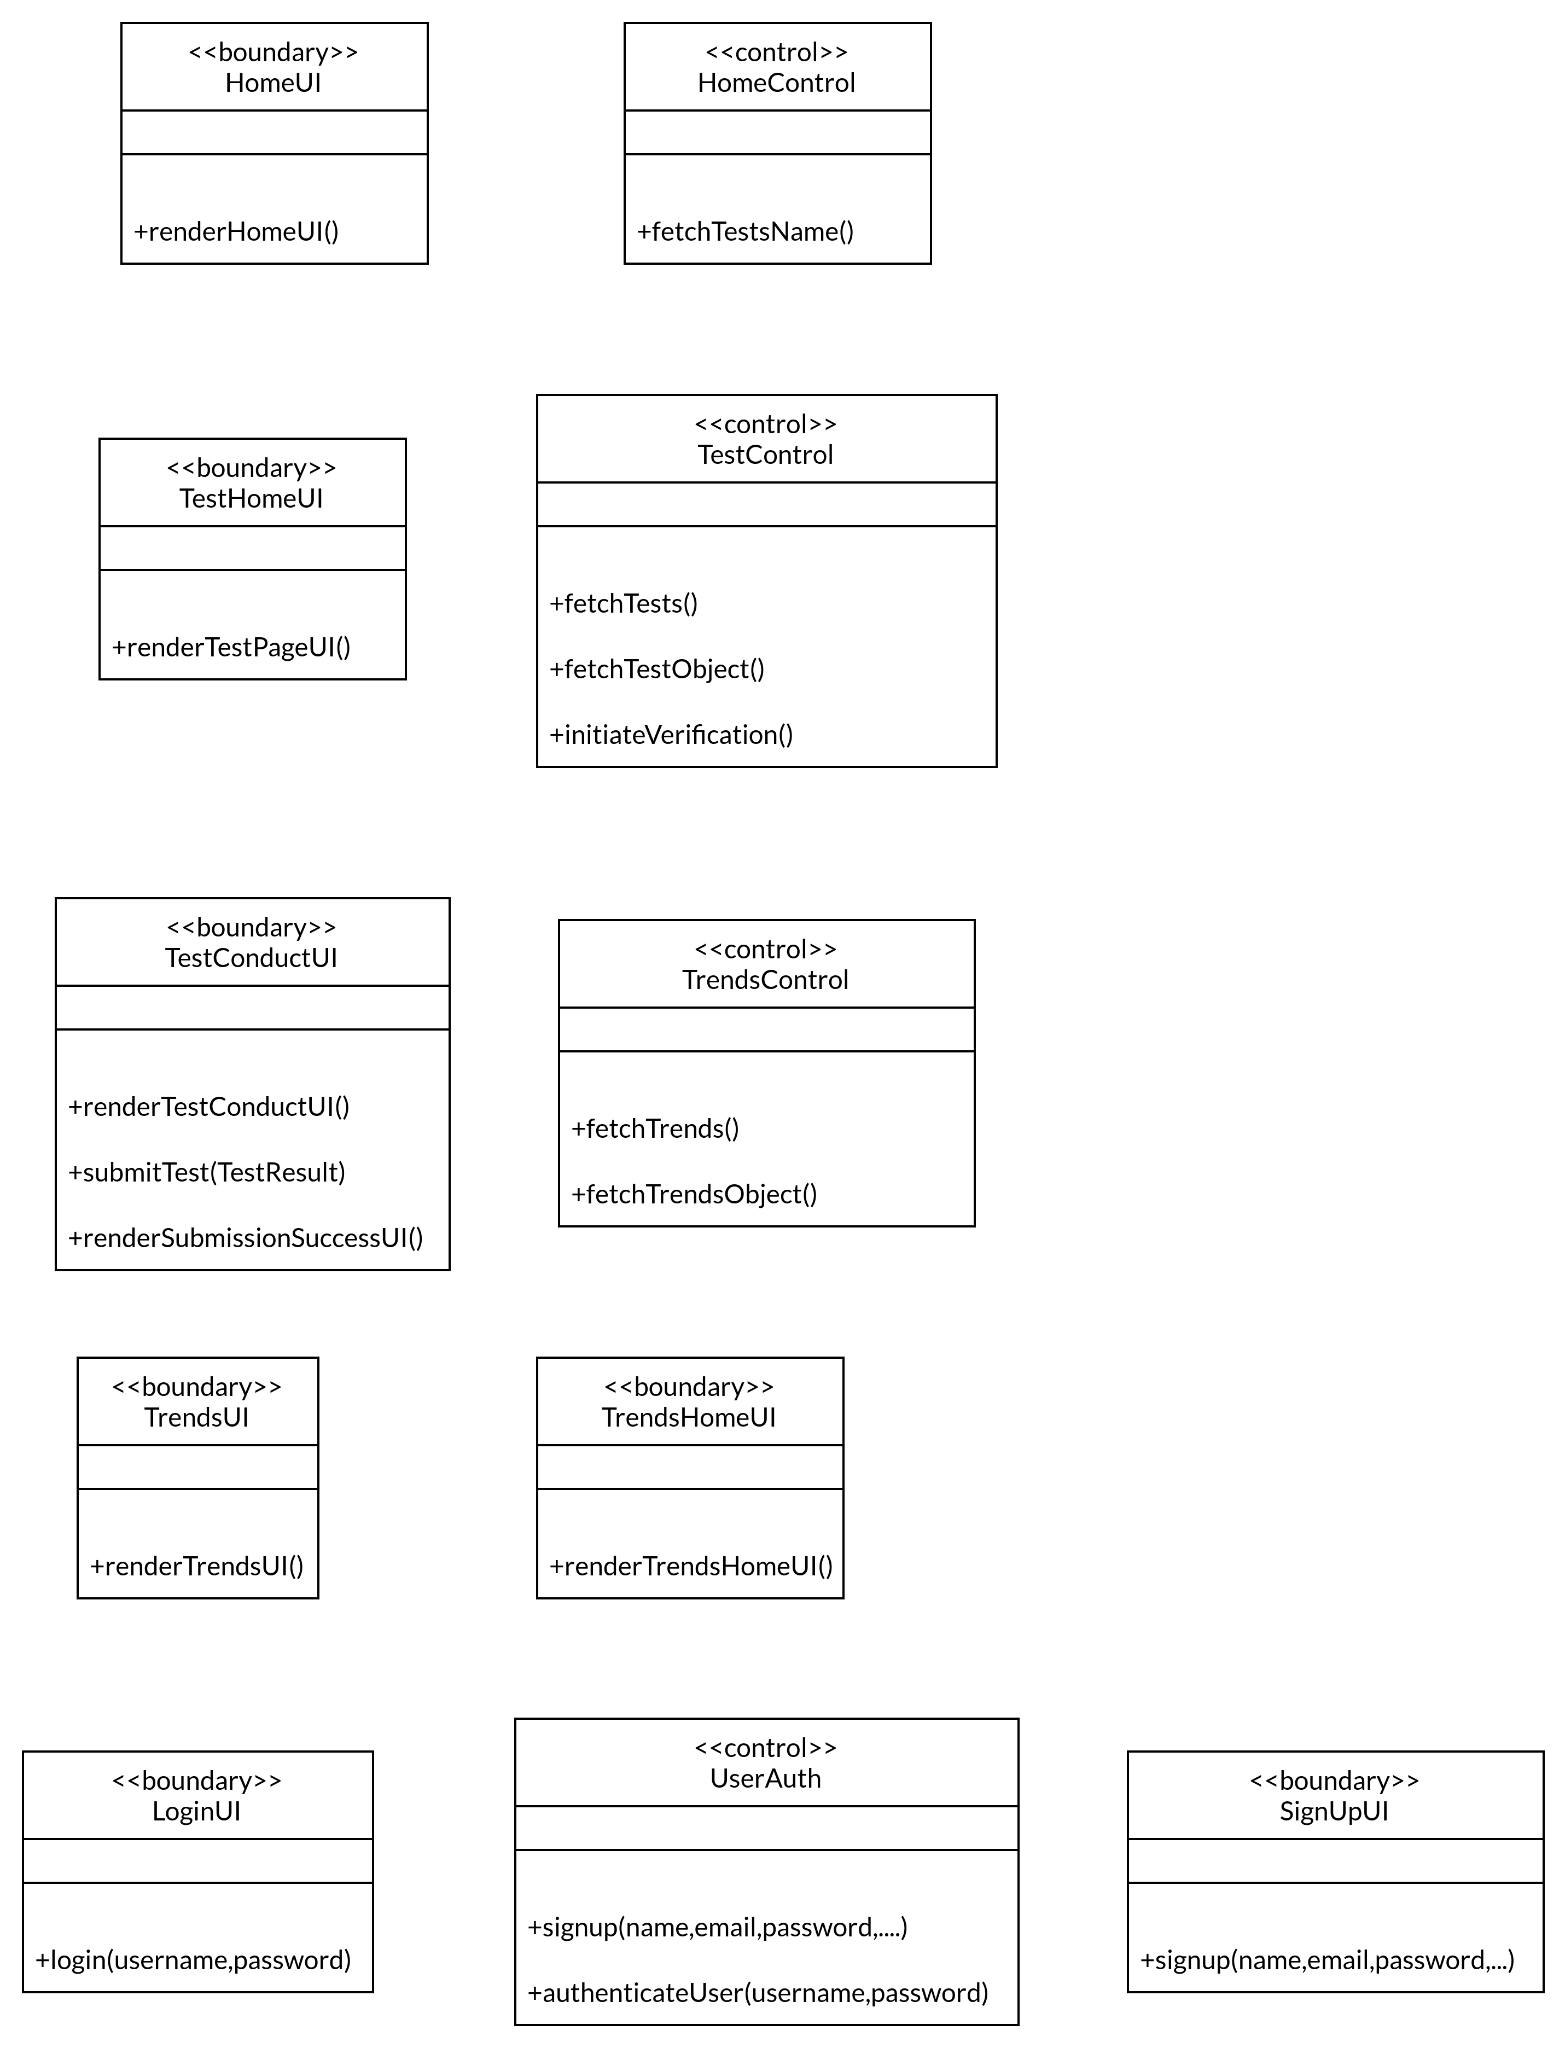 <<boundary>>
HomeUI
+renderHomeUI()
<<control>>
HomeControl
+fetchTestsName()
<<boundary>>
TestHomeUI
+renderTestPageUI()
<<control>>
TestControl
+fetchTests()
+fetchTestObject()
+initiateVerification()
<<boundary>>
TestConductUI
+renderTestConductUI()
+submitTest(TestResult)
+renderSubmissionSuccessUI()
<<control>>
TrendsControl
+fetchTrends()
+fetchTrendsObject()
<<boundary>>
TrendsUI
+renderTrendsUI()
<<boundary>>
TrendsHomeUI
+renderTrendsHomeUI()
<<boundary>>
LoginUI
+login(username,password)
<<control>>
UserAuth
+signup(name,email,password,....)
+authenticateUser(username,password)
<<boundary>>
SignUpUI
+signup(name,email,password,...)